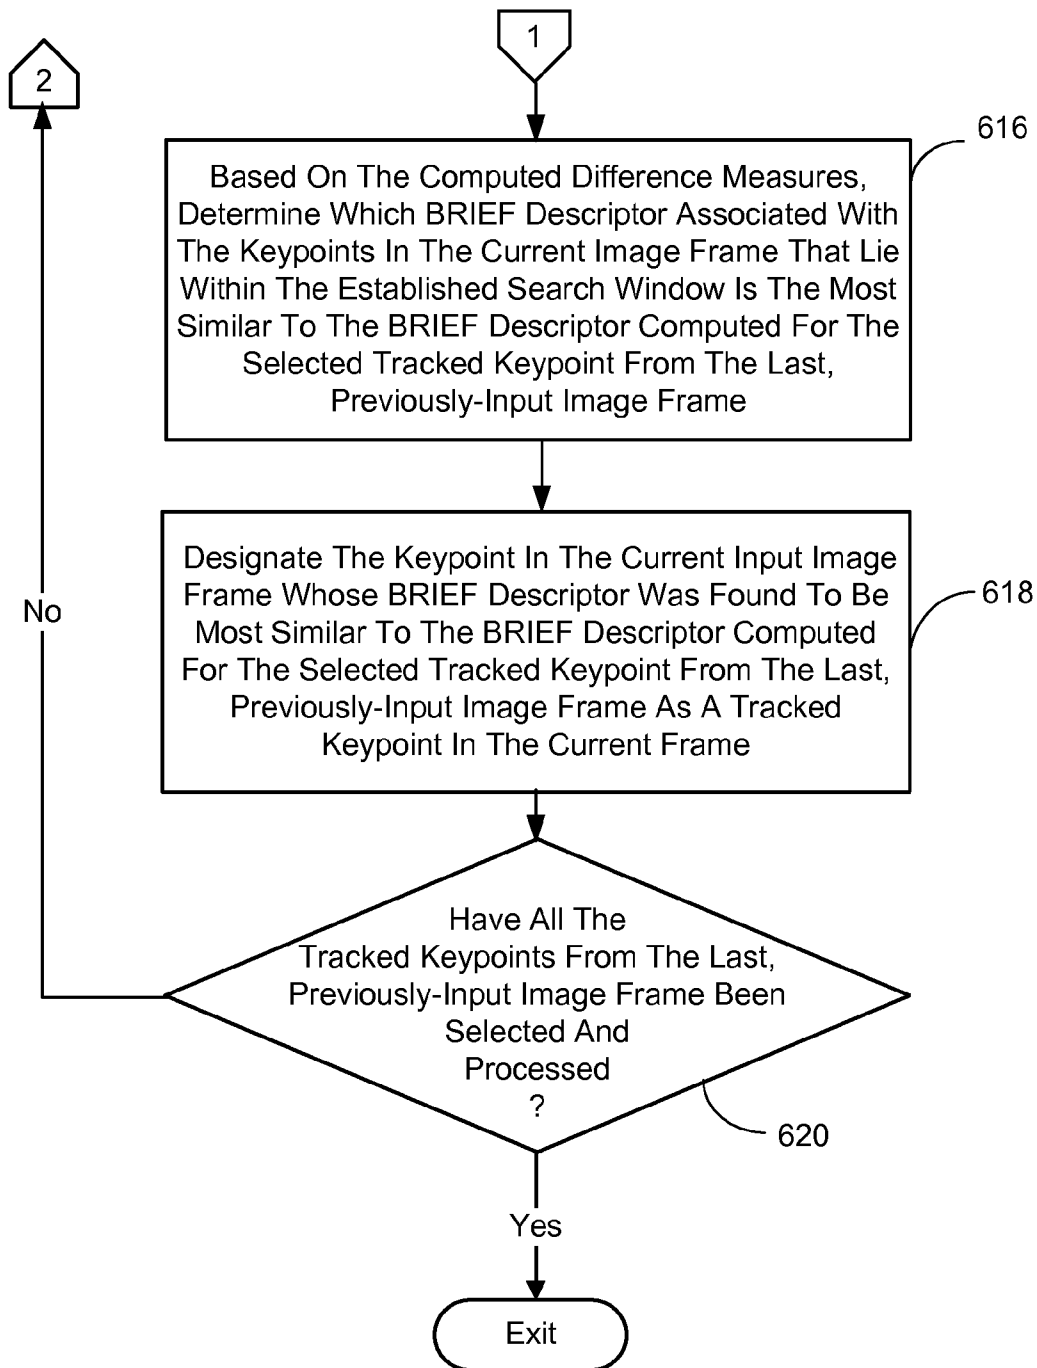 1
2
616
Based On The Computed Difference Measures,
Determine Which BRIEF Descriptor Associated With
The Keypoints In The Current Image Frame That Lie
Within The Established Search Window Is The Most
Similar To The BRIEF Descriptor Computed For The
Selected Tracked Keypoint From The Last,
Previously-Input Image Frame
Designate The Keypoint In The Current Input Image
Frame Whose BRIEF Descriptor Was Found To Be
Most Similar To The BRIEF Descriptor Computed
For The Selected Tracked Keypoint From The Last,
Previously-Input Image Frame As A Tracked
Keypoint In The Current Frame
618
No
Have All The
Tracked Keypoints From The Last,
Previously-Input Image Frame Been
Selected And
Processed
?
620
Yes
Exit